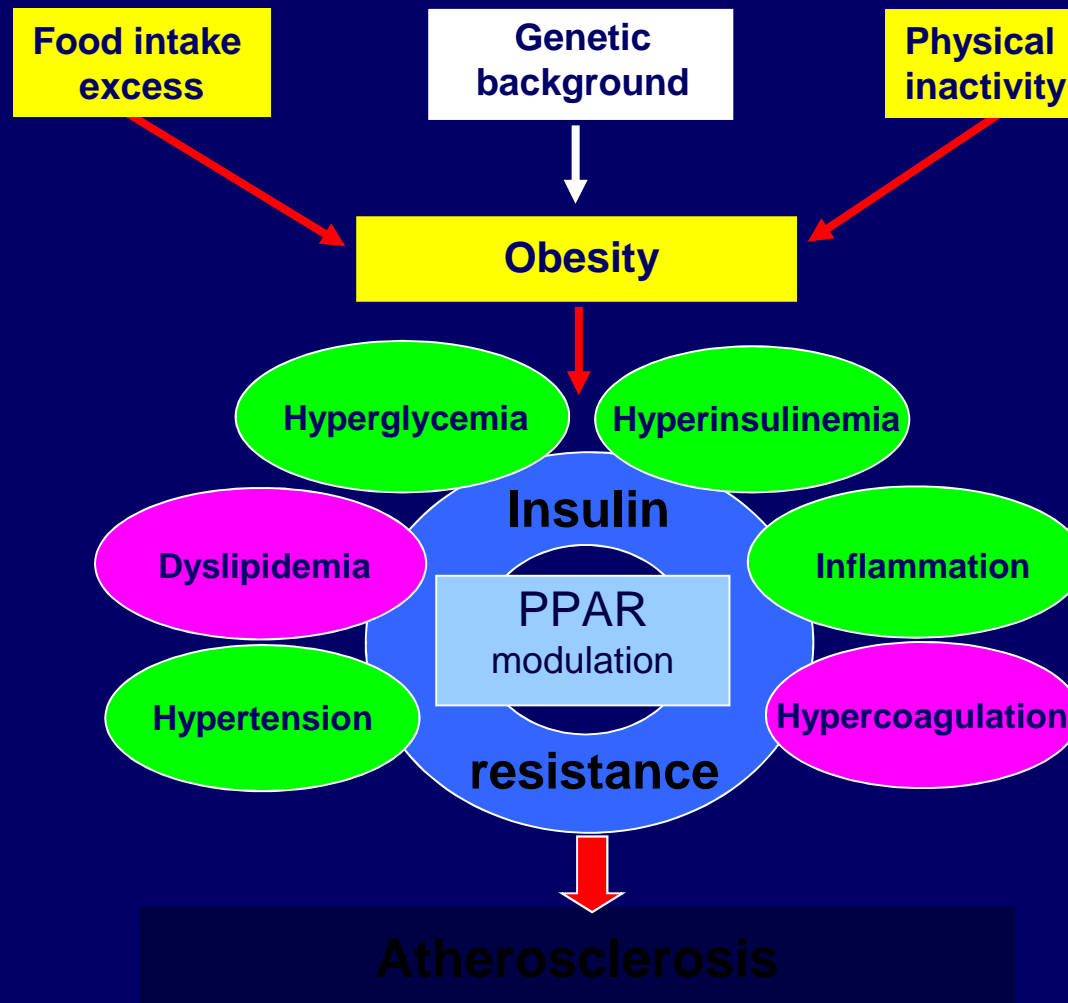 Food intake
excess
Genetic
background
Physical
inactivity
Obesity
Hyperglycemia
Hyperinsulinemia
Insulin
Dyslipidemia
Inflammation
PPAR
modulation
Hypertension
Hypercoagulation
resistance
Atherosclerosis